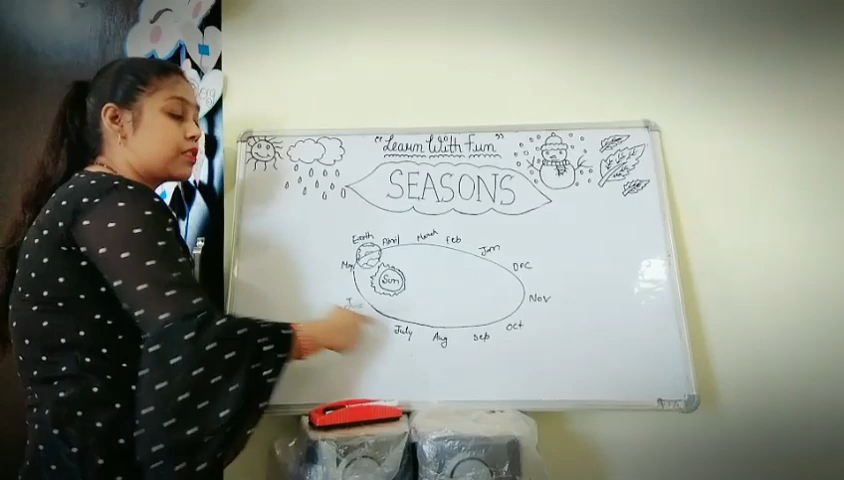 "Learn With Fun"
SEASONS
Earth
April
March
Feb
Jan
DEC
May
Sun
Nov
July
Aug
Sep
Oct